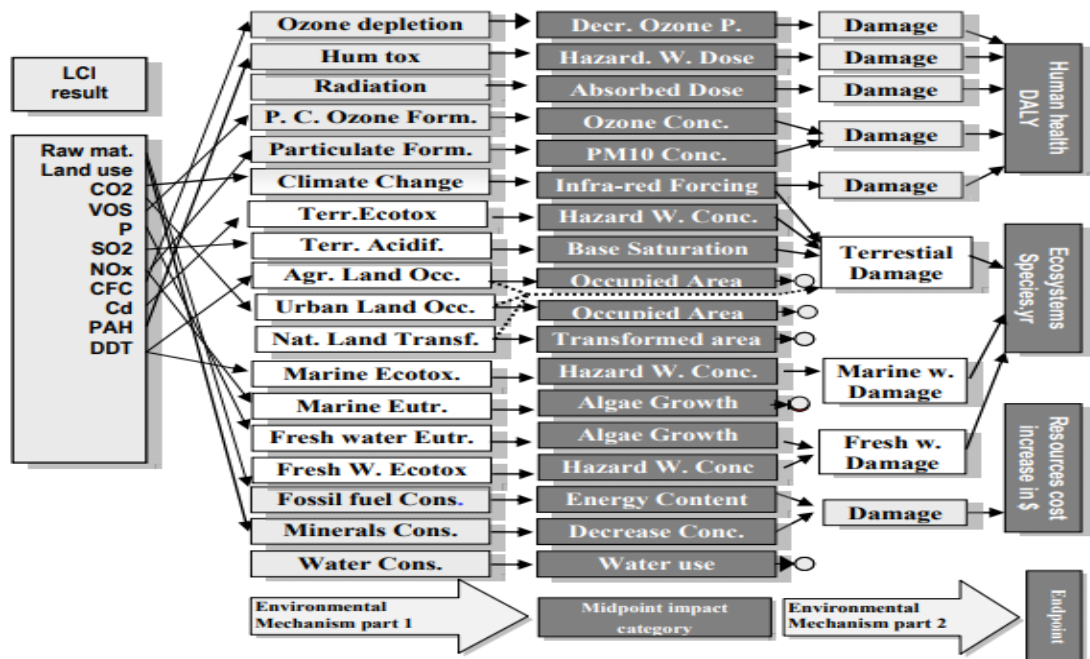 LCI
result
Raw mat.
Land use
CO2
VOS
P
SO2
NOx
CFC
Cd
PAH
DDT
Ozone depletion
Hum tox
Radiation
P. C. Ozone Form.
Particulate Form.
Climate Change
Terr.Ecotox
Terr. Acidif.
Agr. Land Occ.
Urban Land Occ.
Nat. Land Transf.
Marine Ecotox.
Marine Eutr.
Fresh water Eutr.
Fresh W. Ecotox
Fossil fuel Cons.
Minerals Cons.
Water Cons.
Decr. Ozone P.
Hazard. W. Dose
Absorbed Dose
Ozone Conc.
PM10 Conc.
Infra-red Forcing
Hazard W. Conc.
Base Saturation
Occupied Area
Occupied Area
Transformed area
Hazard W. Conc.
Algae Growth
Algae Growth
Hazard W. Conc
Energy Content
Decrease Conc.
Water use
Damage
Damage
Damage
Damage
Damage
Terrestial
Damage
Marine w.
Damage
Fresh w.
Damage
Damage
Human health
DALY
Ecosystems
Species.yr
Resources cost
increase in $
Environmental
Mechanism part 1
Midpoint impact
category
Environmental
Mechanism part 2
Endpoint